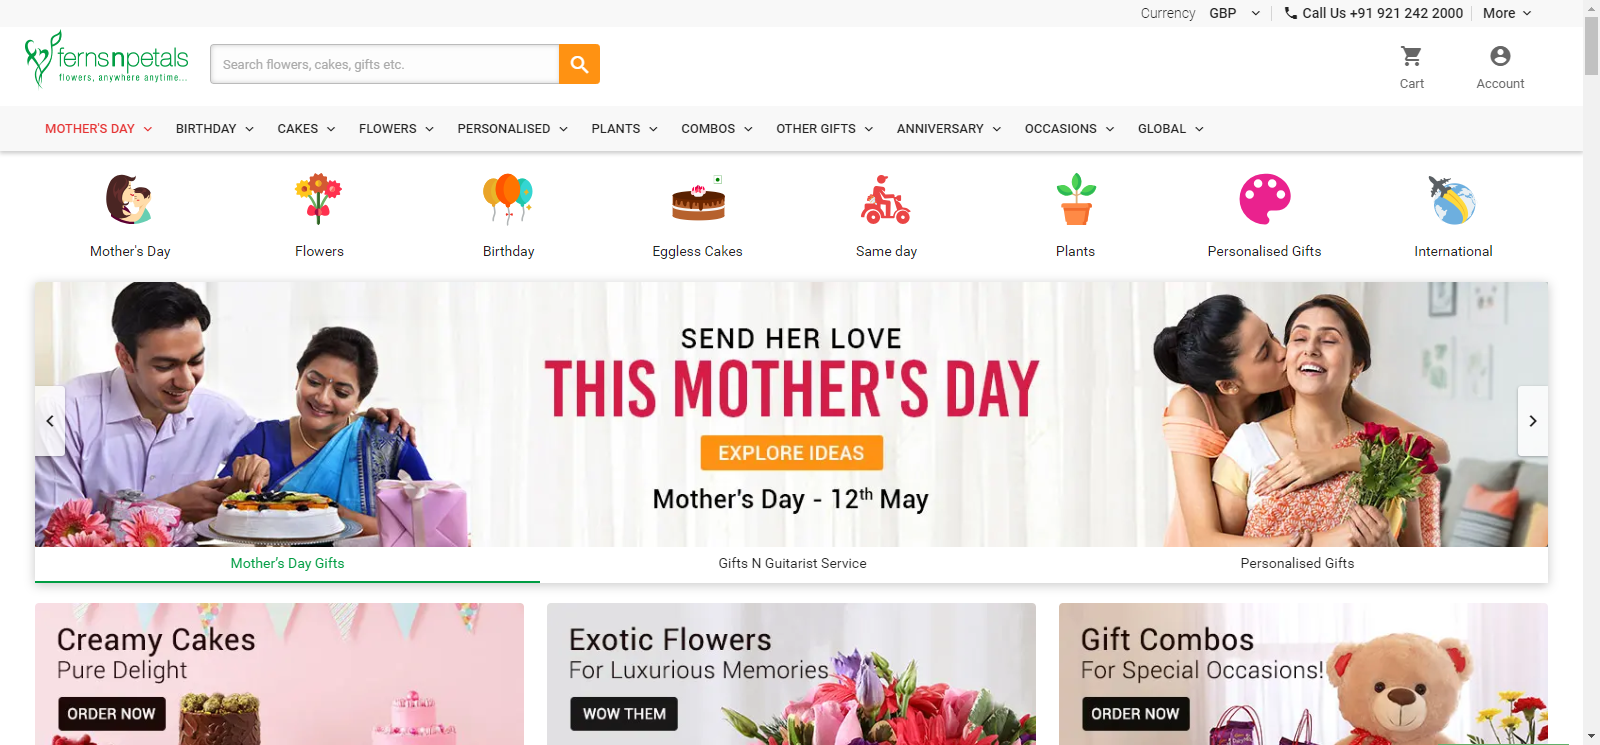 Currency GBP Call Us +91 921 242 2000 More
fernsnpetals
flowers, anywhere anytime...
Search flowers, cakes, gifts etc.
Cart Account
MOTHER'S DAY BIRTHDAY CAKES FLOWERS PERSONALISED PLANTS COMBOS OTHER GIFTS ANNIVERSARY OCCASIONS GLOBAL
Mother's Day Flowers Birthday Eggless Cakes Same day Plants Personalised Gifts International
SEND HER LOVE
THIS MOTHER'S DAY
EXPLORE IDEAS
Mother's Day - 12th May
Mother's Day Gifts Gifts N Guitarist Service Personalised Gifts
Creamy Cakes
Pure Delight
ORDER NOW
Exotic Flowers
For Luxurious Memories
WOW THEM
Gift Combos
For Special Occasions!
ORDER NOW